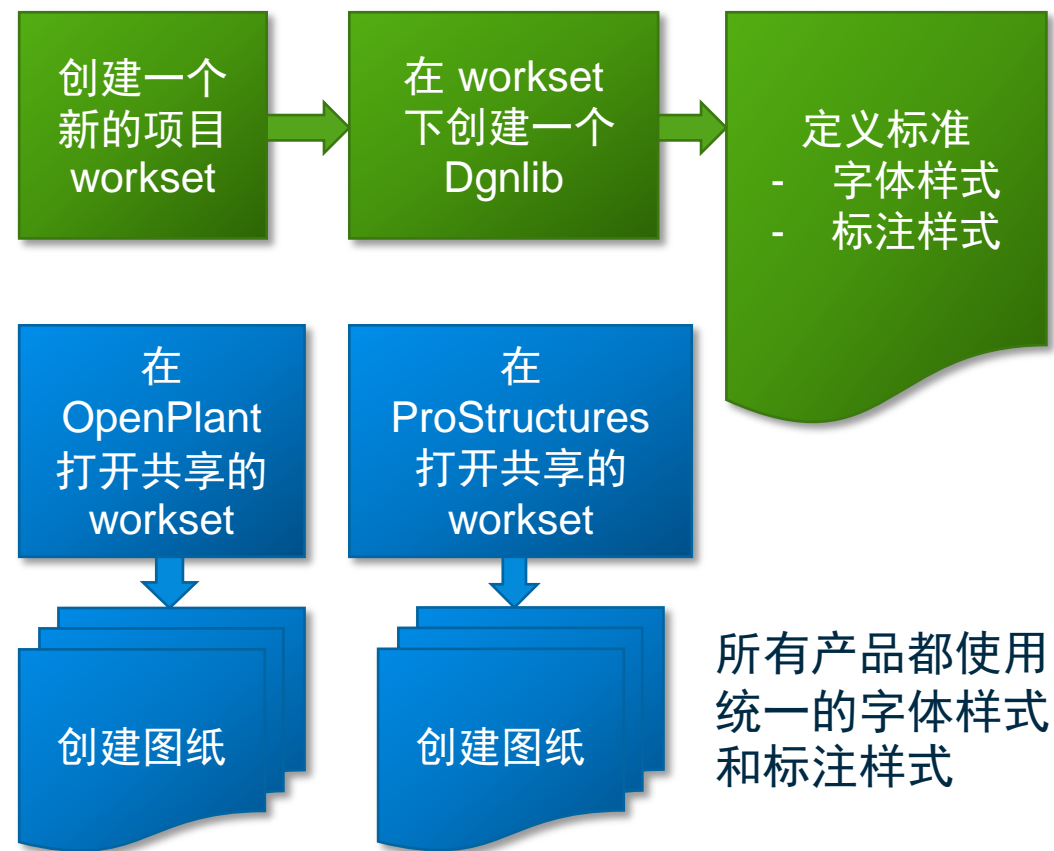 创建一个
新的项目
workset
在 workset
下创建一个
Dgnlib
定义标准
- 字体样式
- 标注样式
在
OpenPlant
打开共享的
workset
在
ProStructures
打开共享的
workset
创建图纸
创建图纸
所有产品都使用
统一的字体样式
和标注样式